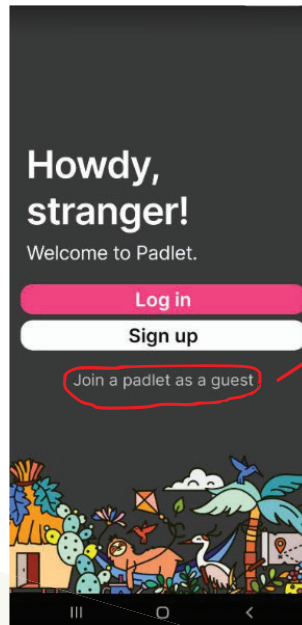 Howdy,
stranger!
Welcome to Padlet.
Log in
Sign up
Join a padlet as a guest